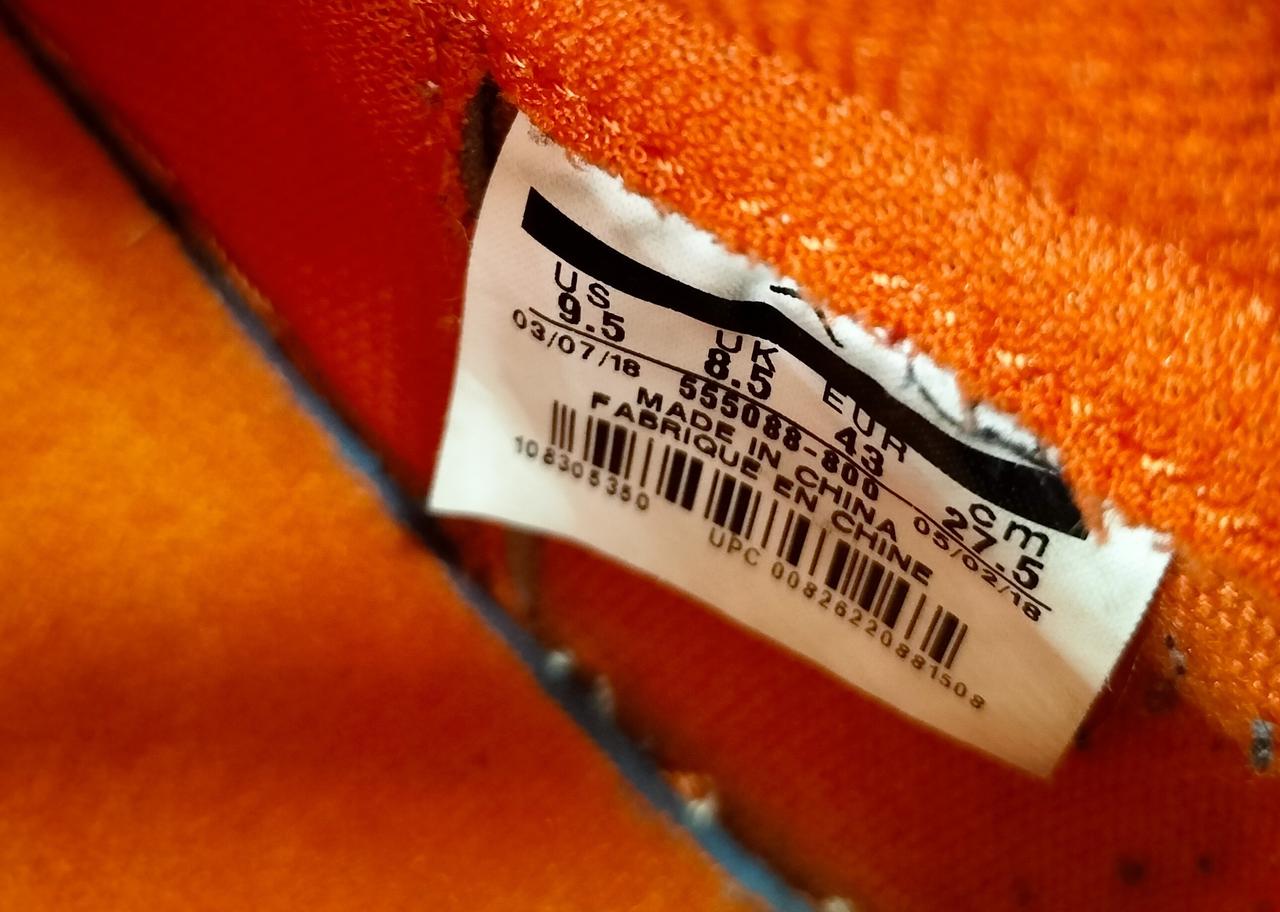 US UK EUR cm
9.5 8.5 43 27.5
03/07/18 555088-800 05/02/18
MADE IN CHINA
FABRIQUE EN CHINE
108305350
UPC 00826220881508